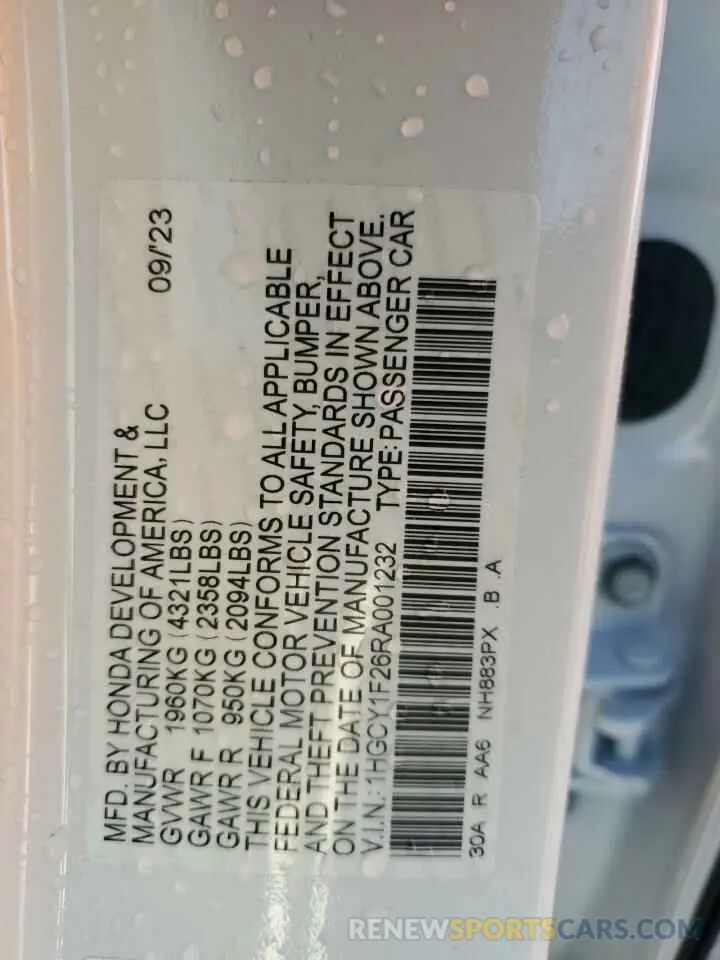 MFD. BY HONDA DEVELOPMENT &
MANUFACTURING OF AMERICA, LLC 09/'23
GVWR 1960KG (4321LBS)
GAWR F 1070KG (2358LBS)
GAWR R 950KG (2094LBS)
THIS VEHICLE CONFORMS TO ALL APPLICABLE
FEDERAL MOTOR VEHICLE SAFETY, BUMPER,
AND THEFT PREVENTION STANDARDS IN EFFECT
ON THE DATE OF MANUFACTURE SHOWN ABOVE.
V.I.N.: 1HGCY1F26RA001232 TYPE: PASSENGER CAR
30A R AA6 NH883PX .B .A
RENEWSPORTSCARS.COM